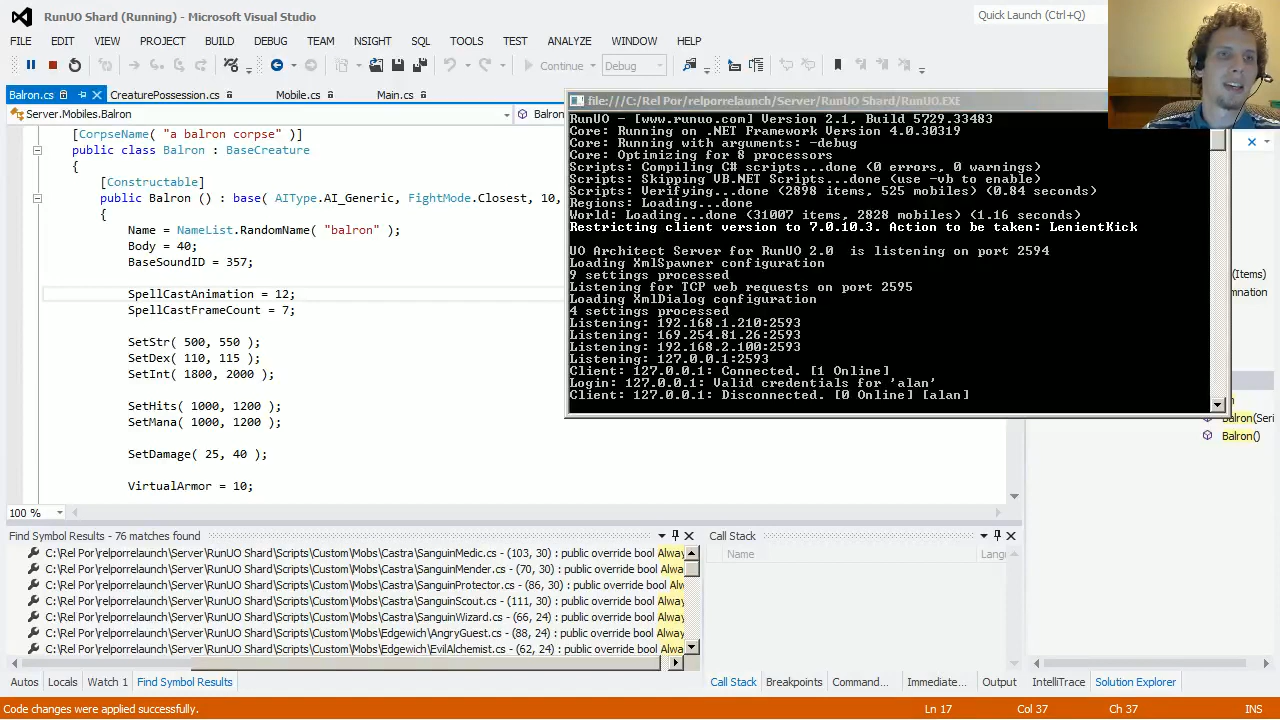 RunUO Shard (Running) - Microsoft Visual Studio
Quick Launch (Ctrl+Q)
FILE EDIT VIEW PROJECT BUILD DEBUG TEAM NSIGHT SQL TOOLS TEST ANALYZE WINDOW HELP
Continue Debug
Balron.cs CreaturePossession.cs Mobile.cs Main.cs
Server.Mobiles.Balron Balron
[CorpseName( "a balron corpse" )]
public class Balron : BaseCreature
{
[Constructable]
public Balron () : base( AIType.AI_Generic, FightMode.Closest, 10,
{
Name = NameList.RandomName( "balron" );
Body = 40;
BaseSoundID = 357;
SpellCastAnimation = 12;
SpellCastFrameCount = 7;
SetStr( 500, 550 );
SetDex( 110, 115 );
SetInt( 1800, 2000 );
SetHits( 1000, 1200 );
SetMana( 1000, 1200 );
SetDamage( 25, 40 );
VirtualArmor = 10;
100 %
file:///C:/Rel Por/relporrelaunch/Server/RunUO Shard/RunUO.EXE
RunUO - [www.runuo.com] Version 2.1, Build 5729.33483
Core: Running on .NET Framework Version 4.0.30319
Core: Running with arguments: -debug
Core: Optimizing for 8 processors
Scripts: Compiling C# scripts...done (0 errors, 0 warnings)
Scripts: Skipping VB.NET Scripts...done (use -vb to enable)
Scripts: Verifying...done (2898 items, 525 mobiles) (0.84 seconds)
Regions: Loading...done
World: Loading...done (31007 items, 2828 mobiles) (1.16 seconds)
Restricting client version to 7.0.10.3. Action to be taken: LenientKick
UO Architect Server for RunUO 2.0 is listening on port 2594
Loading XmlSpawner configuration
9 settings processed
Listening for TCP web requests on port 2595
Loading XmlDialog configuration
4 settings processed
Listening: 192.168.1.210:2593
Listening: 169.254.81.26:2593
Listening: 192.168.2.100:2593
Listening: 127.0.0.1:2593
Client: 127.0.0.1: Connected. [1 Online]
Login: 127.0.0.1: Valid credentials for 'alan'
Client: 127.0.0.1: Disconnected. [0 Online] [alan]
(Items)
mnation
Balron(Seri
Balron()
Find Symbol Results - 76 matches found
C:\Rel Por\relporrelaunch\Server\RunUO Shard\Scripts\Custom\Mobs\Castra\SanguinMedic.cs - (103, 30) : public override bool Alway
C:\Rel Por\relporrelaunch\Server\RunUO Shard\Scripts\Custom\Mobs\Castra\SanguinMender.cs - (70, 30) : public override bool Alwa
C:\Rel Por\relporrelaunch\Server\RunUO Shard\Scripts\Custom\Mobs\Castra\SanguinProtector.cs - (86, 30) : public override bool Alw
C:\Rel Por\relporrelaunch\Server\RunUO Shard\Scripts\Custom\Mobs\Castra\SanguinScout.cs - (111, 30) : public override bool Alway
C:\Rel Por\relporrelaunch\Server\RunUO Shard\Scripts\Custom\Mobs\Castra\SanguinWizard.cs - (66, 24) : public override bool Alway
C:\Rel Por\relporrelaunch\Server\RunUO Shard\Scripts\Custom\Mobs\Edgewich\AngryGuest.cs - (88, 24) : public override bool Alway
C:\Rel Por\relporrelaunch\Server\RunUO Shard\Scripts\Custom\Mobs\Edgewich\EvilAlchemist.cs - (62, 24) : public override bool Alway
Call Stack
Name Langu
Autos Locals Watch 1 Find Symbol Results
Call Stack Breakpoints Command... Immediate... Output IntelliTrace Solution Explorer
Code changes were applied successfully. Ln 17 Col 37 Ch 37 INS